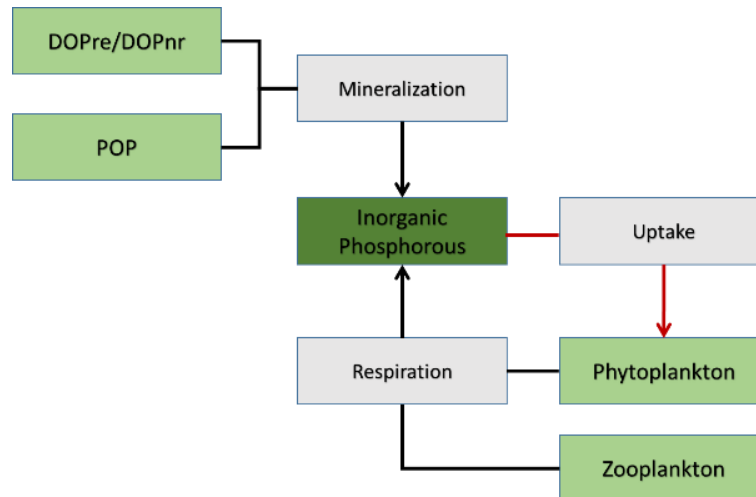 DOPre/DOPnr
Mineralization
POP
Inorganic
Phosphorous
Uptake
Respiration
Phytoplankton
Zooplankton